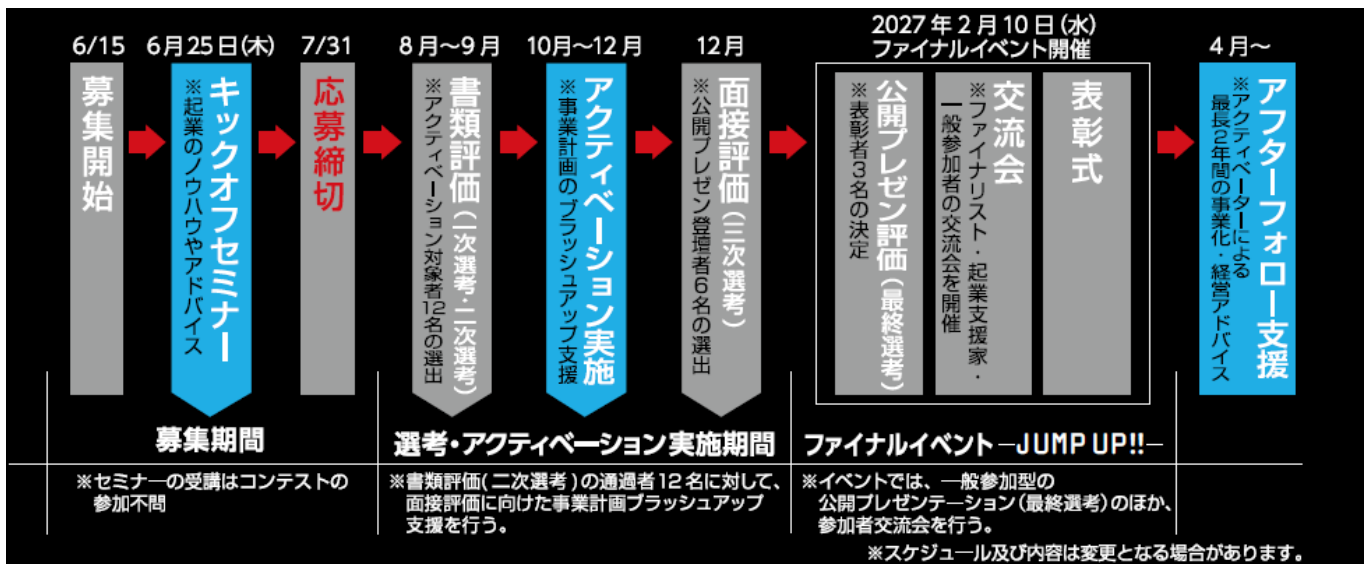 6/15
募集開始
6月25日(木)
キックオフセミナー
※起業のノウハウやアドバイス
7/31
応募締切
8月～9月
書類評価(一次選考・二次選考)
※アクティベーション対象者12名の選出
10月～12月
アクティベーション実施
※事業計画のブラッシュアップ支援
12月
面接評価(三次選考)
※公開プレゼン登壇者6名の選出
2027年2月10日(水)
ファイナルイベント開催
公開プレゼン評価(最終選考)
※表彰者3名の決定
交流会
※ファイナリスト・起業支援家・
一般参加者の交流会を開催
表彰式
4月～
アフターフォロー支援
※アクティベーターによる
最長2年間の事業化・経営アドバイス
募集期間
※セミナーの受講はコンテストの
参加不問
選考・アクティベーション実施期間
※書類評価(二次選考)の通過者12名に対して、
面接評価に向けた事業計画ブラッシュアップ
支援を行う。
ファイナルイベント－JUMP UP!!－
※イベントでは、一般参加型の
公開プレゼンテーション(最終選考)のほか、
参加者交流会を行う。
※スケジュール及び内容は変更となる場合があります。